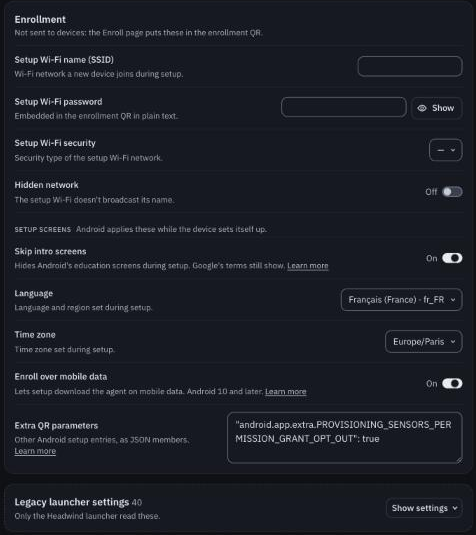 Enrollment
Not sent to devices: the Enroll page puts these in the enrollment QR.
Setup Wi-Fi name (SSID)
Wi-Fi network a new device joins during setup.
Setup Wi-Fi password
Embedded in the enrollment QR in plain text.
Show
Setup Wi-Fi security
Security type of the setup Wi-Fi network.
—
Hidden network
The setup Wi-Fi doesn't broadcast its name.
Off
SETUP SCREENS Android applies these while the device sets itself up.
Skip intro screens
Hides Android's education screens during setup. Google's terms still show. Learn more
On
Language
Language and region set during setup.
Français (France) - fr_FR
Time zone
Time zone set during setup.
Europe/Paris
Enroll over mobile data
Lets setup download the agent on mobile data. Android 10 and later. Learn more
On
Extra QR parameters
Other Android setup entries, as JSON members.
Learn more
"android.app.extra.PROVISIONING_SENSORS_PER
MISSION_GRANT_OPT_OUT": true
Legacy launcher settings 40
Only the Headwind launcher read these.
Show settings